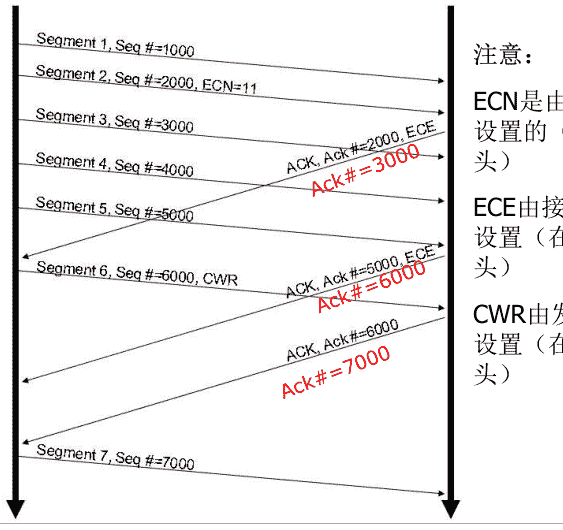 Segment 1, Seq #=1000
Segment 2, Seq #=2000, ECN=11
Segment 3, Seq #=3000
ACK, Ack#=2000, ECE
Ack#=3000
Segment 4, Seq #=4000
Segment 5, Seq #=5000
ACK, Ack#=5000, ECE
Ack#=6000
Segment 6, Seq #=6000, CWR
ACK, Ack#=6000
Ack#=7000
Segment 7, Seq #=7000
注意：
ECN是由
设置的（
头）
ECE由接
设置（在
头）
CWR由发
设置（在
头）